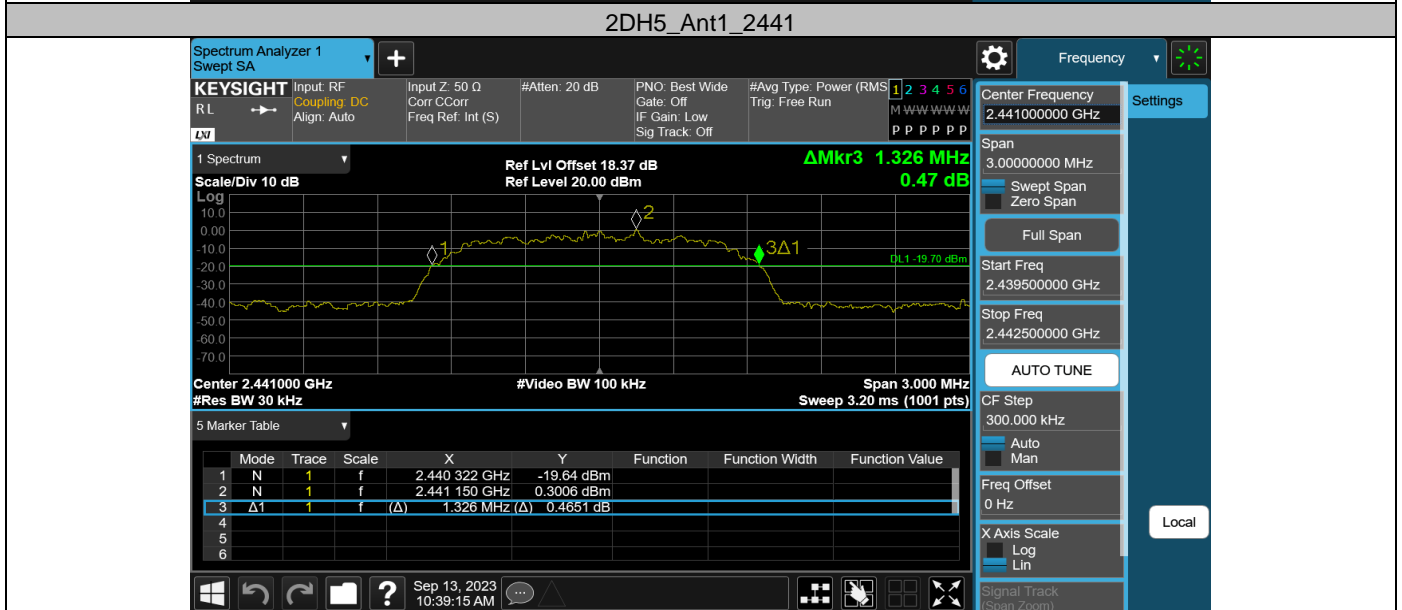 2DH5_Ant1_2441
Spectrum Analyzer 1
Swept SA
+
Frequency
KEYSIGHT
RL
LXI
Input: RF
Coupling: DC
Align: Auto
Input Z: 50 Ω
Corr CCorr
Freq Ref: Int (S)
#Atten: 20 dB
PNO: Best Wide
Gate: Off
IF Gain: Low
Sig Track: Off
#Avg Type: Power (RMS
Trig: Free Run
1 2 3 4 5 6
M W W W W W
P P P P P P
1 Spectrum
Scale/Div 10 dB
Ref Lvl Offset 18.37 dB
Ref Level 20.00 dBm
ΔMkr3 1.326 MHz
0.47 dB
Log
10.0
0.00
-10.0
-20.0
-30.0
-40.0
-50.0
-60.0
-70.0
1
2
3Δ1
DL1 -19.70 dBm
Center 2.441000 GHz
#Video BW 100 kHz
Span 3.000 MHz
#Res BW 30 kHz
Sweep 3.20 ms (1001 pts)
5 Marker Table
Mode Trace Scale X Y Function Function Width Function Value
1 N 1 f 2.440 322 GHz -19.64 dBm
2 N 1 f 2.441 150 GHz 0.3006 dBm
3 Δ1 1 f (Δ) 1.326 MHz (Δ) 0.4651 dB
4
5
6
Center Frequency
2.441000000 GHz
Span
3.00000000 MHz
Swept Span
Zero Span
Full Span
Start Freq
2.439500000 GHz
Stop Freq
2.442500000 GHz
AUTO TUNE
CF Step
300.000 kHz
Auto
Man
Freq Offset
0 Hz
X Axis Scale
Log
Lin
Signal Track
(Span Zoom)
Settings
Local
?
Sep 13, 2023
10:39:15 AM